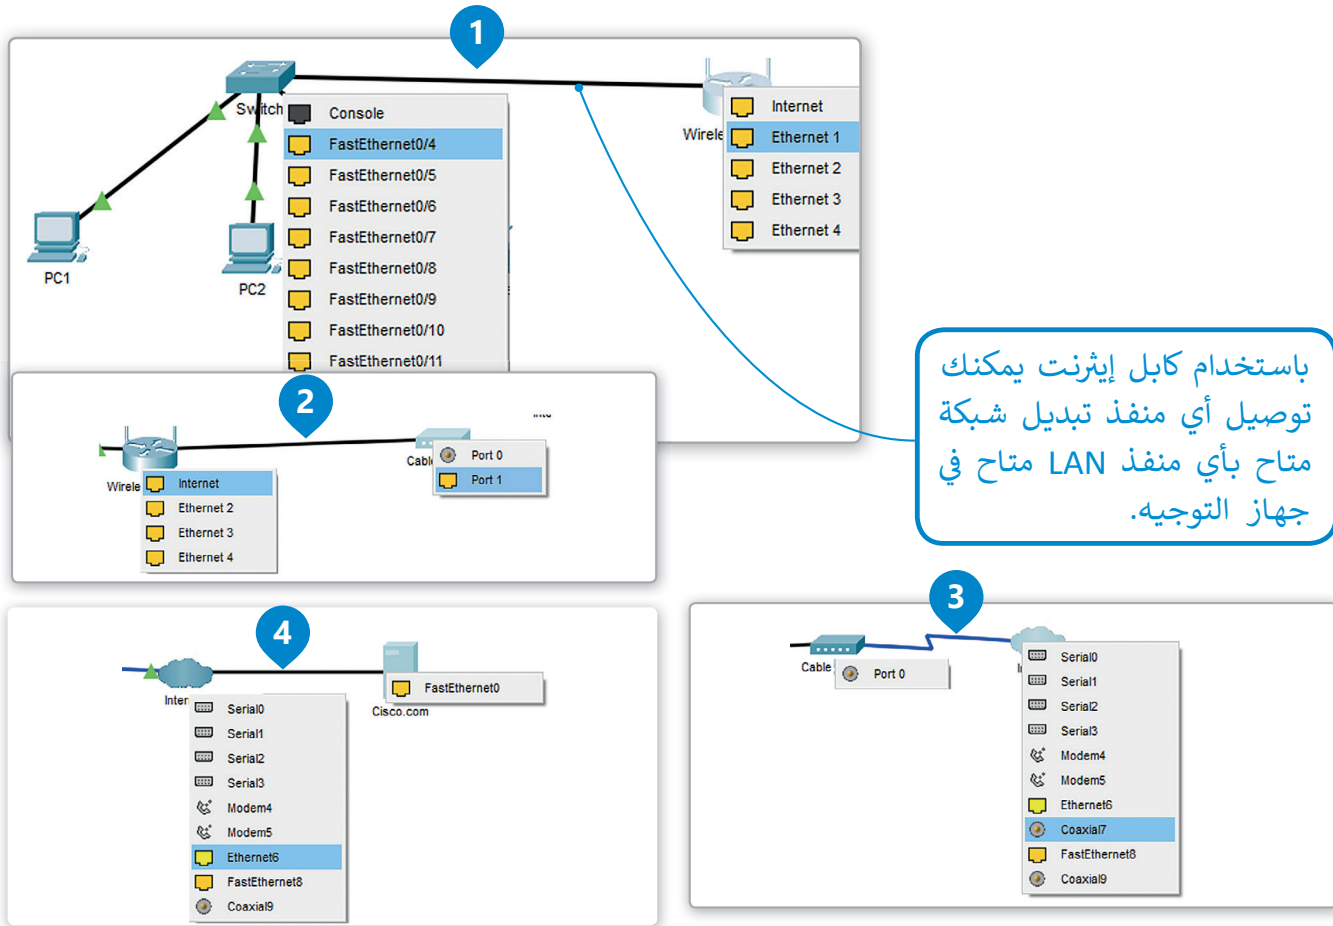 1
Switch
Console
FastEthernet0/4
FastEthernet0/5
FastEthernet0/6
FastEthernet0/7
FastEthernet0/8
FastEthernet0/9
FastEthernet0/10
FastEthernet0/11
PC1
PC2
Wirele
Internet
Ethernet 1
Ethernet 2
Ethernet 3
Ethernet 4
باستخدام كابل إيثرنت يمكنك
توصيل أي منفذ تبديل شبكة
متاح بأي منفذ LAN متاح في
جهاز التوجيه.
2
Wirele
Internet
Ethernet 2
Ethernet 3
Ethernet 4
Cabl
Port 0
Port 1
3
Cable
Port 0
Serial0
Serial1
Serial2
Serial3
Modem4
Modem5
Ethernet6
Coaxial7
FastEthernet8
Coaxial9
4
Inter
Serial0
Serial1
Serial2
Serial3
Modem4
Modem5
Ethernet6
FastEthernet8
Coaxial9
FastEthernet0
Cisco.com